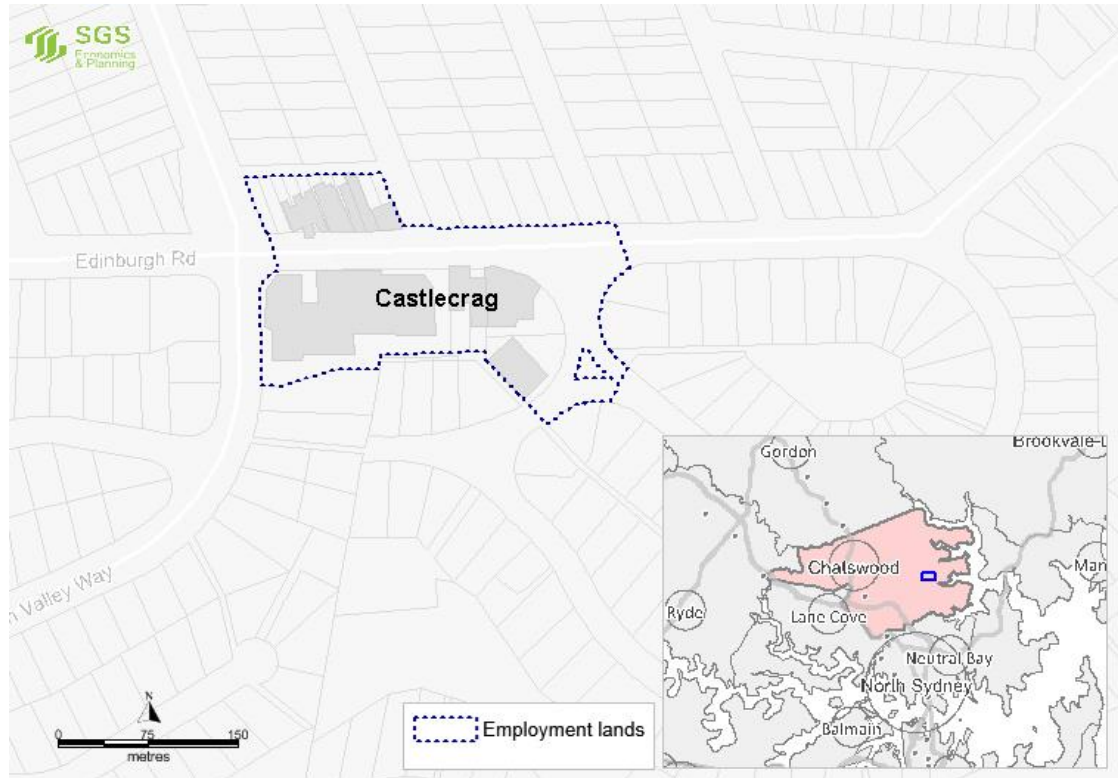 SGS
Economics
& Planning
Edinburgh Rd
Castlecrag
Valley Way
N
0 75 150
metres
Employment lands
Gordon
Brookvale-
Chatswood
Man
Ryde
Lane Cove
Neutral Bay
North Sydney
Balmain